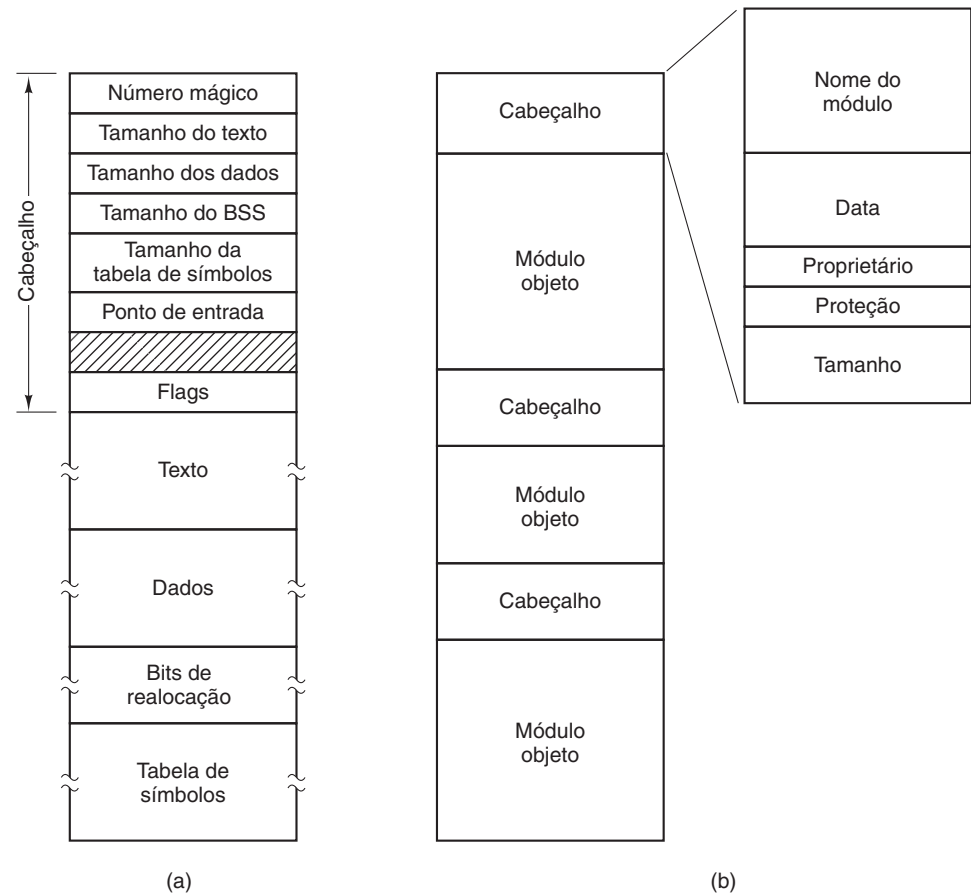 Cabeçalho
Número mágico
Tamanho do texto
Tamanho dos dados
Tamanho do BSS
Tamanho da
tabela de símbolos
Ponto de entrada
Flags
Texto
Dados
Bits de
realocação
Tabela de
símbolos
(a)
Cabeçalho
Módulo
objeto
Cabeçalho
Módulo
objeto
Cabeçalho
Módulo
objeto
Nome do
módulo
Data
Proprietário
Proteção
Tamanho
(b)